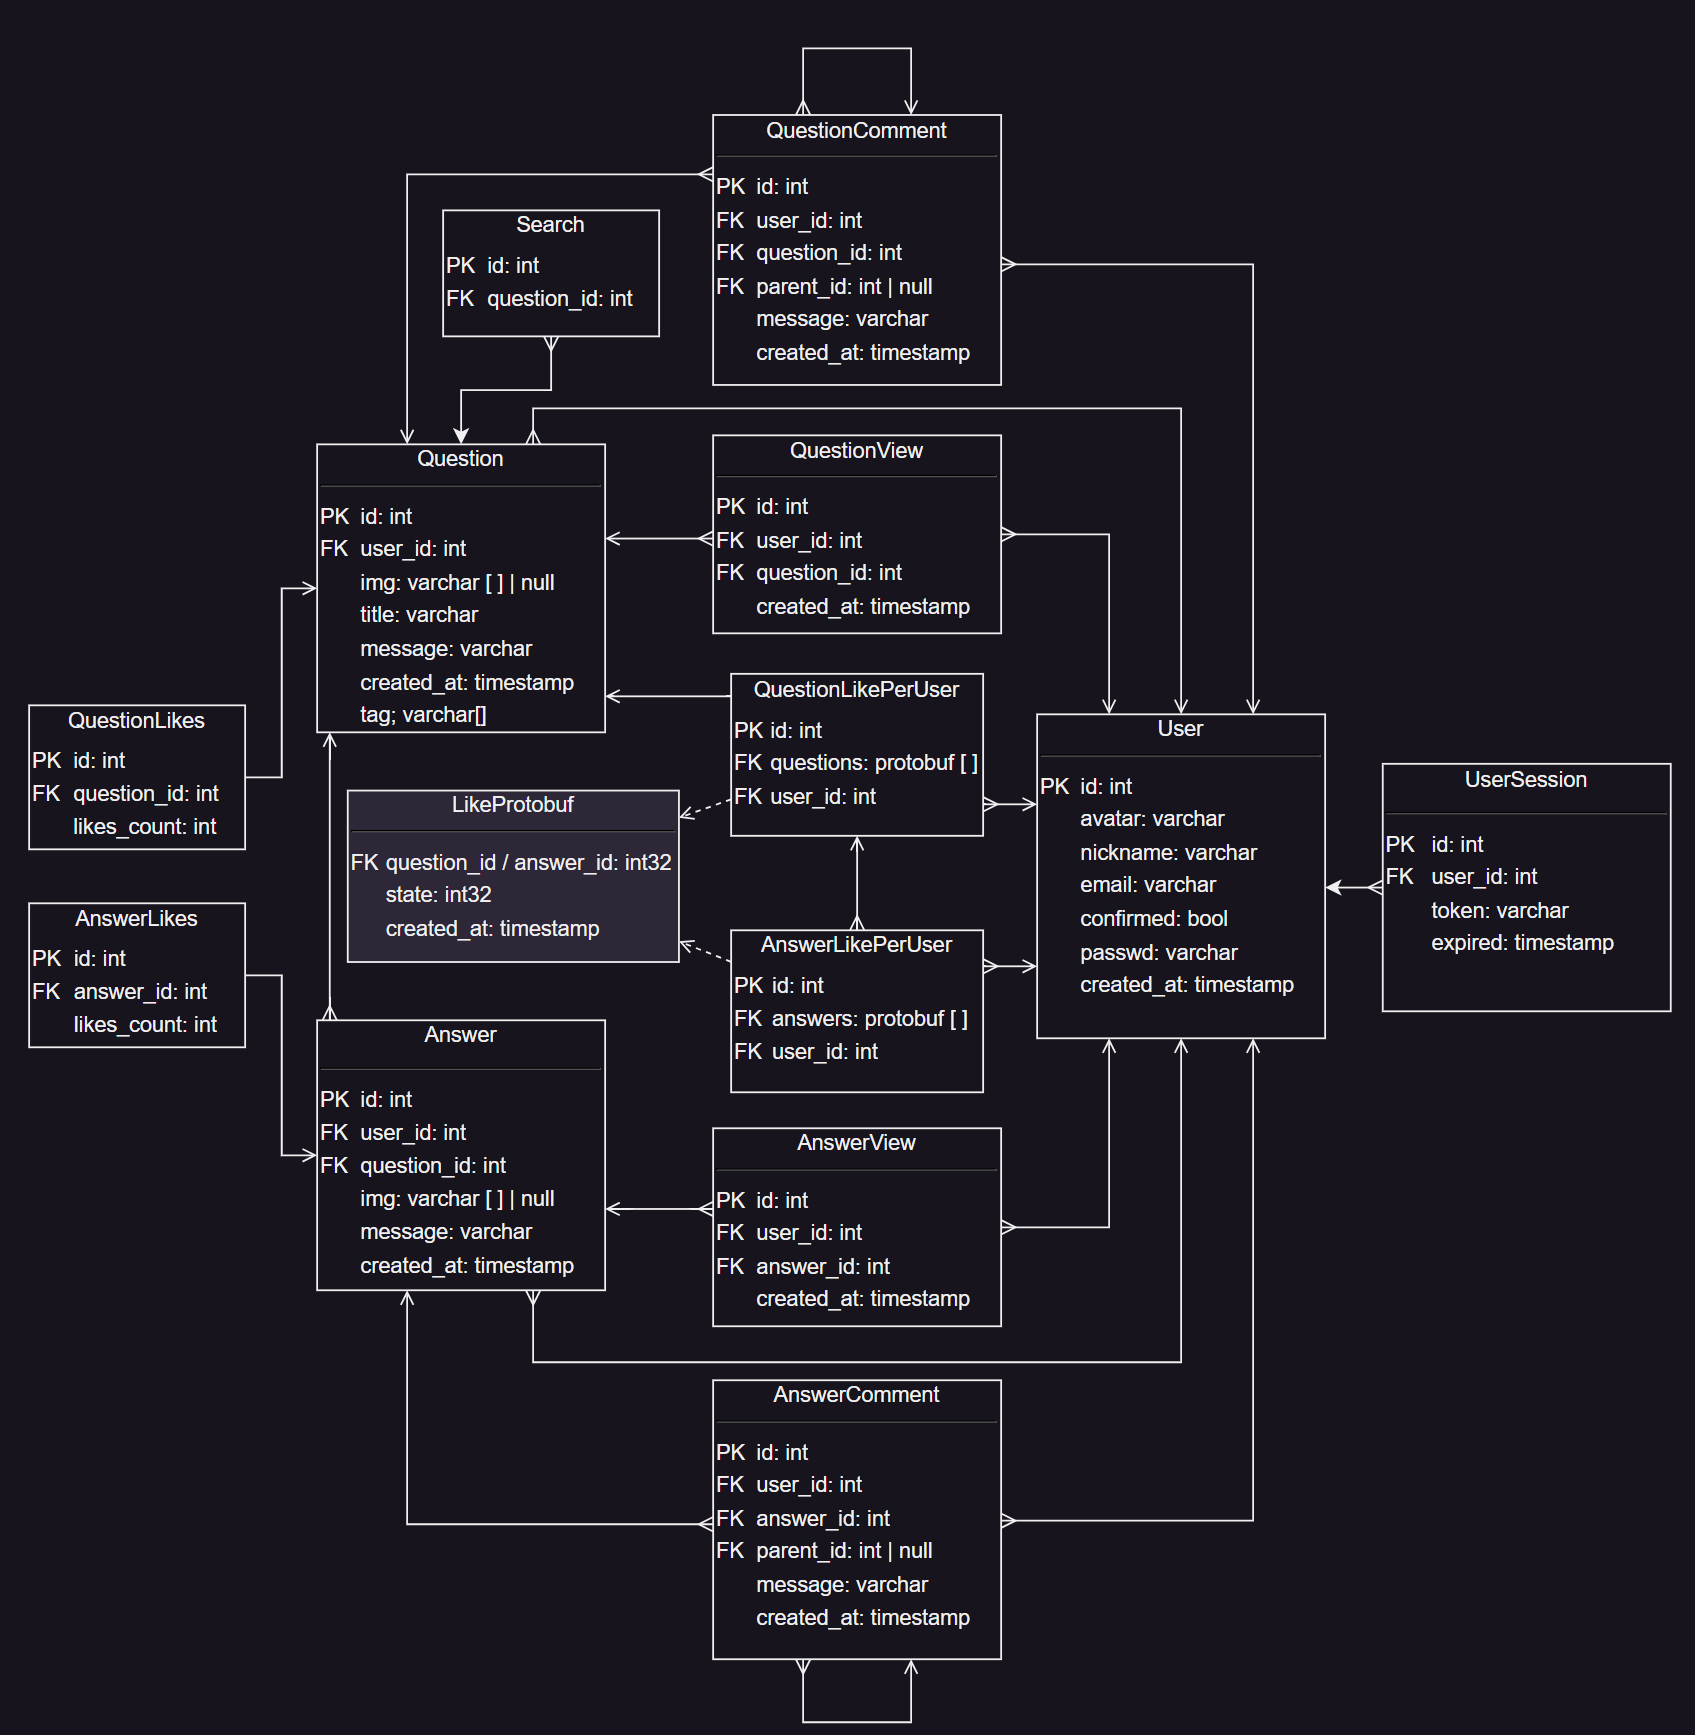 QuestionComment
PK id: int
FK user_id: int
FK question_id: int
FK parent_id: int | null
message: varchar
created_at: timestamp
Search
PK id: int
FK question_id: int
Question
PK id: int
FK user_id: int
img: varchar [ ] | null
title: varchar
message: varchar
created_at: timestamp
tag; varchar[]
QuestionView
PK id: int
FK user_id: int
FK question_id: int
created_at: timestamp
QuestionLikes
PK id: int
FK question_id: int
likes_count: int
QuestionLikePerUser
PK id: int
FK questions: protobuf [ ]
FK user_id: int
User
PK id: int
avatar: varchar
nickname: varchar
email: varchar
confirmed: bool
passwd: varchar
created_at: timestamp
UserSession
PK id: int
FK user_id: int
token: varchar
expired: timestamp
LikeProtobuf
FK question_id / answer_id: int32
state: int32
created_at: timestamp
AnswerLikes
PK id: int
FK answer_id: int
likes_count: int
AnswerLikePerUser
PK id: int
FK answers: protobuf [ ]
FK user_id: int
Answer
PK id: int
FK user_id: int
FK question_id: int
img: varchar [ ] | null
message: varchar
created_at: timestamp
AnswerView
PK id: int
FK user_id: int
FK answer_id: int
created_at: timestamp
AnswerComment
PK id: int
FK user_id: int
FK answer_id: int
FK parent_id: int | null
message: varchar
created_at: timestamp